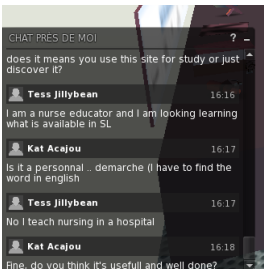 CHAT PRÈS DE MOI ? _
does it means you use this site for study or just
discover it?
Tess Jillybean 16:16
I am a nurse educator and I am looking learning
what is available in SL
Kat Acajou 16:17
Is it a personnal .. demarche (I have to find the
word in english
Tess Jillybean 16:17
No I teach nursing in a hospital
Kat Acajou 16:18
Fine, do you think it's usefull and well done?